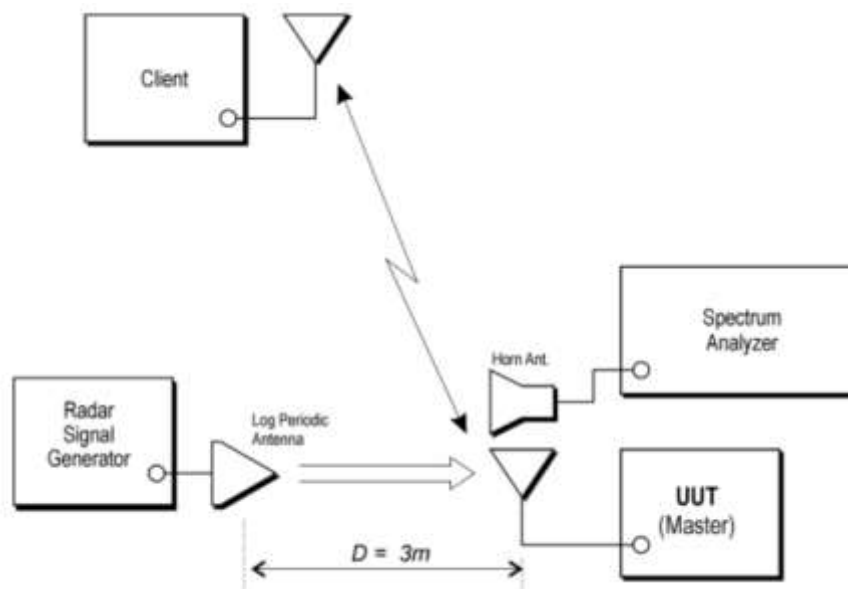 Client
Spectrum
Analyzer
Horn Ant.
Radar
Signal
Generator
Log Periodic
Antenna
UUT
(Master)
D = 3m